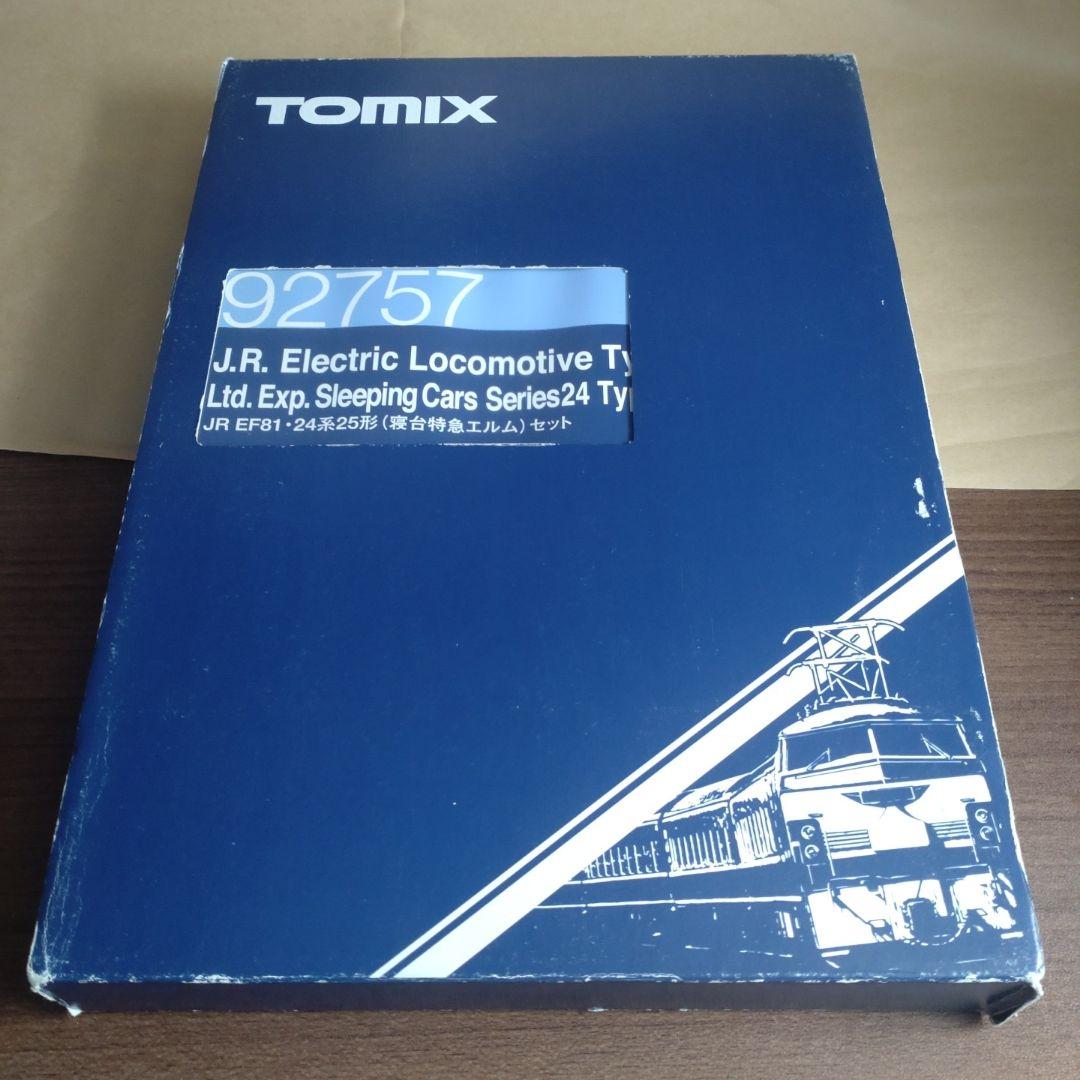 TOMIX
92757
J.R. Electric Locomotive Ty
Ltd. Exp. Sleeping Cars Series24 Ty
JR EF81・24系25形(寝台特急エルム)セット